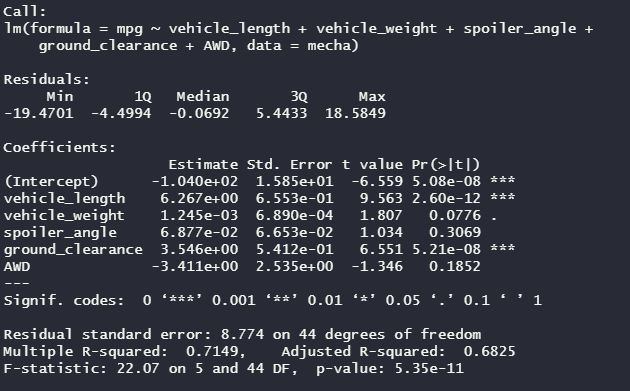 Call:
lm(formula = mpg ~ vehicle_length + vehicle_weight + spoiler_angle +
    ground_clearance + AWD, data = mecha)

Residuals:
     Min       1Q   Median       3Q      Max
-19.4701  -4.4994  -0.0692   5.4433  18.5849

Coefficients:
                   Estimate Std. Error t value Pr(>|t|)
(Intercept)      -1.040e+02  1.585e+01  -6.559 5.08e-08 ***
vehicle_length    6.267e+00  6.553e-01   9.563 2.60e-12 ***
vehicle_weight    1.245e-03  6.890e-04   1.807   0.0776 .
spoiler_angle     6.877e-02  6.653e-02   1.034   0.3069
ground_clearance  3.546e+00  5.412e-01   6.551 5.21e-08 ***
AWD              -3.411e+00  2.535e+00  -1.346   0.1852
---
Signif. codes:  0 ‘***’ 0.001 ‘**’ 0.01 ‘*’ 0.05 ‘.’ 0.1 ‘ ’ 1

Residual standard error: 8.774 on 44 degrees of freedom
Multiple R-squared:  0.7149,    Adjusted R-squared:  0.6825
F-statistic: 22.07 on 5 and 44 DF,  p-value: 5.35e-11